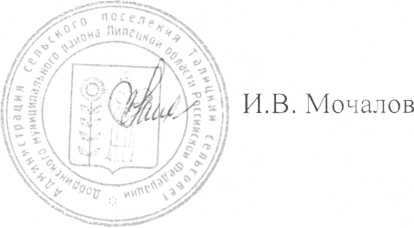 Администрация сельского поселения Талицкий сельсовет
Добринского муниципального района Липецкой области Российской Федерации
И.В. Мочалов